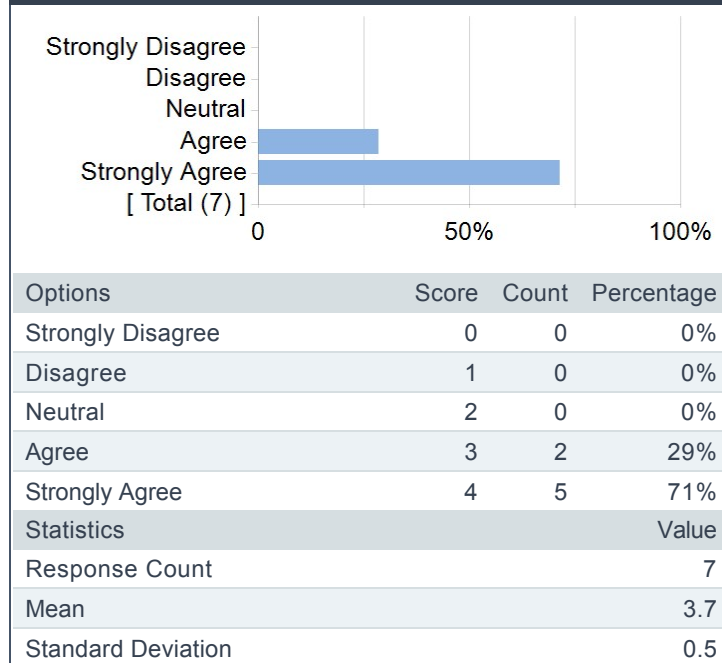 Strongly Disagree
Disagree
Neutral
Agree
Strongly Agree
[ Total (7) ]
0 50% 100%
Options Score Count Percentage
Strongly Disagree 0 0 0%
Disagree 1 0 0%
Neutral 2 0 0%
Agree 3 2 29%
Strongly Agree 4 5 71%
Statistics Value
Response Count 7
Mean 3.7
Standard Deviation 0.5